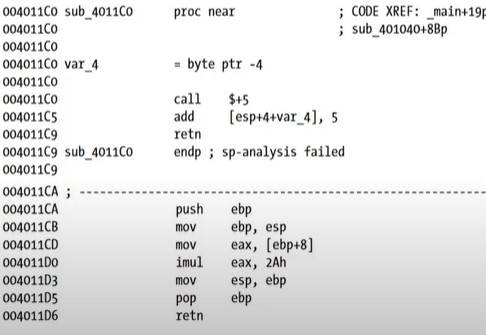 004011C0 sub_4011C0 proc near ; CODE XREF: _main+19p
004011C0 ; sub_401040+8Bp
004011C0
004011C0 var_4 = byte ptr -4
004011C0
004011C0 call $+5
004011C5 add [esp+4+var_4], 5
004011C9 retn
004011C9 sub_4011C0 endp ; sp-analysis failed
004011C9
004011CA ; ------------------------------------------------------------
004011CA push ebp
004011CB mov ebp, esp
004011CD mov eax, [ebp+8]
004011D0 imul eax, 2Ah
004011D3 mov esp, ebp
004011D5 pop ebp
004011D6 retn